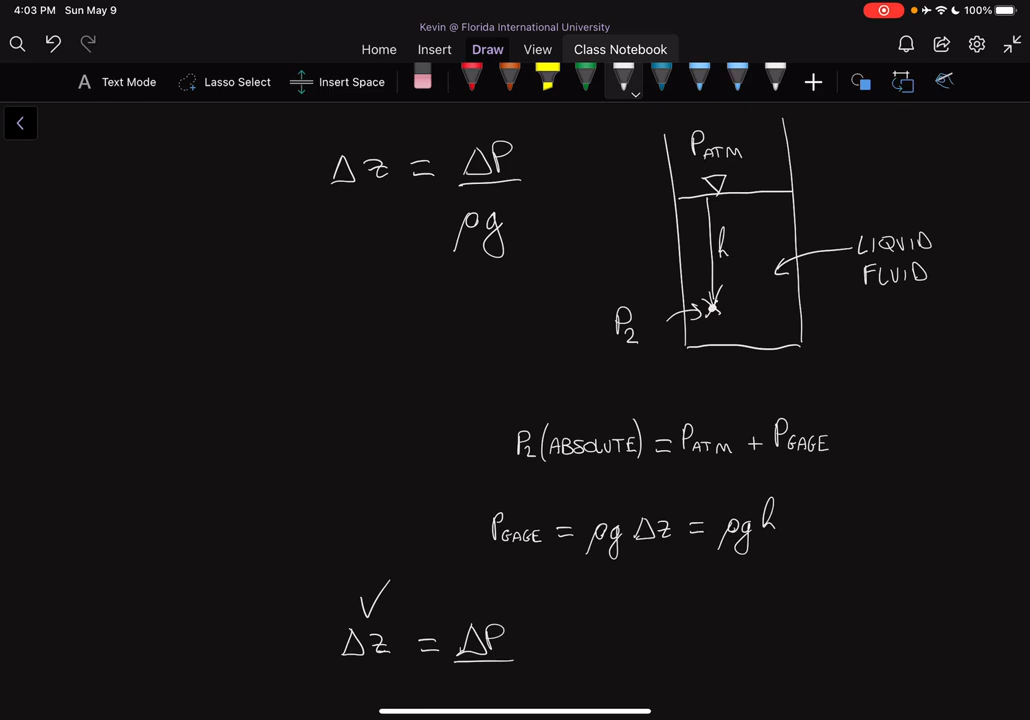 4:03 PM Sun May 9
100%
Kevin @ Florida International University
Home Insert Draw View Class Notebook
A Text Mode Lasso Select Insert Space
Δz = ΔP
ρg
P ATM
h
LIQUID
FLUID
P2
P2 (ABSOLUTE) = PATM + PGAGE
PGAGE = ρg Δz = ρgh
✓
Δz = ΔP